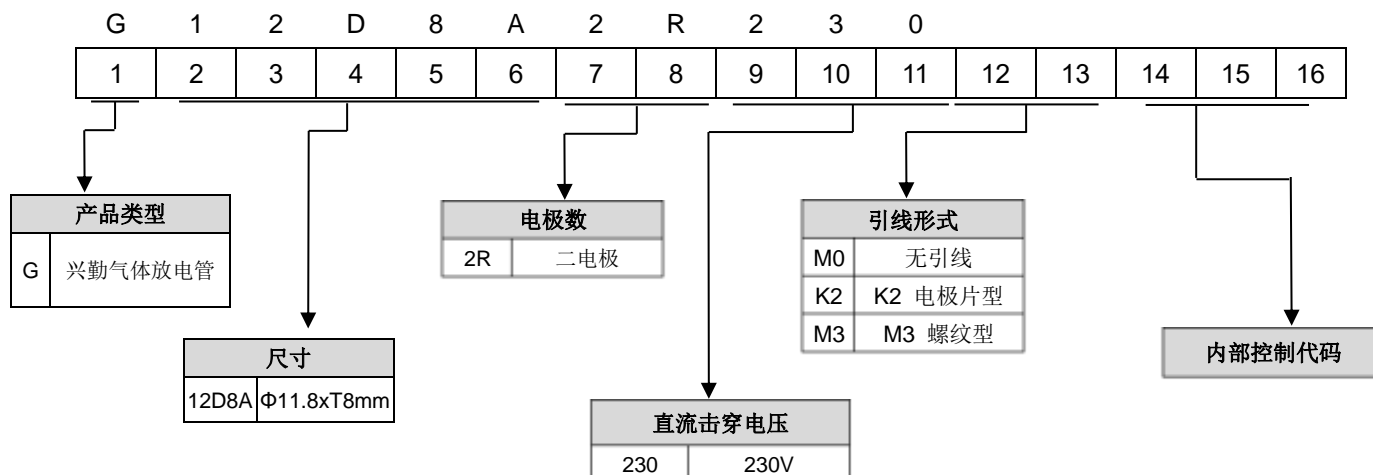 G 1 2 D 8 A 2 R 2 3 0
1 2 3 4 5 6 7 8 9 10 11 12 13 14 15 16
产品类型
G 兴勤气体放电管
电极数
2R 二电极
引线形式
M0 无引线
K2 K2 电极片型
M3 M3 螺纹型
尺寸
12D8A Φ11.8xT8mm
内部控制代码
直流击穿电压
230 230V